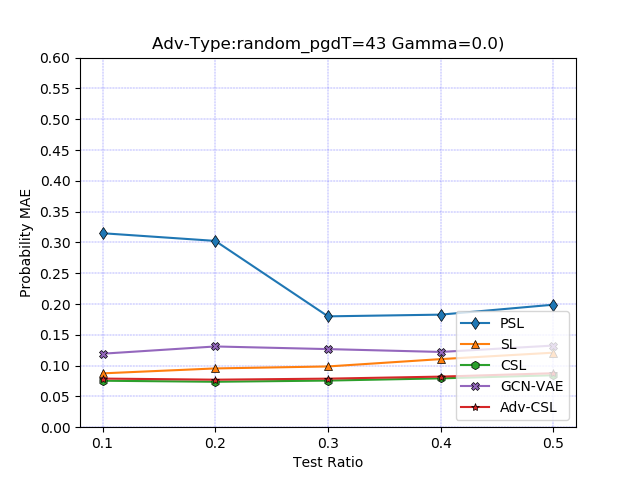 Adv-Type:random_pgdT=43 Gamma=0.0)
0.60
0.55
0.50
0.45
0.40
0.35
0.30
0.25
0.20
0.15
0.10
0.05
0.00
Probability MAE
0.1 0.2 0.3 0.4 0.5
Test Ratio
PSL
SL
CSL
GCN-VAE
Adv-CSL